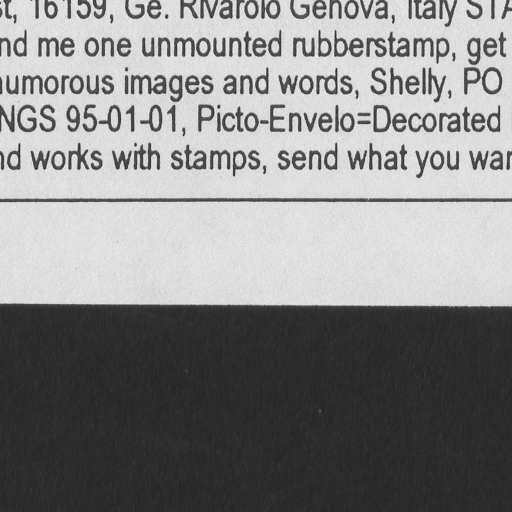 st, 16159, Ge. Rivarolo Genova, Italy STA
nd me one unmounted rubberstamp, get
humorous images and words, Shelly, PO
NGS 95-01-01, Picto-Envelo=Decorated
nd works with stamps, send what you wan